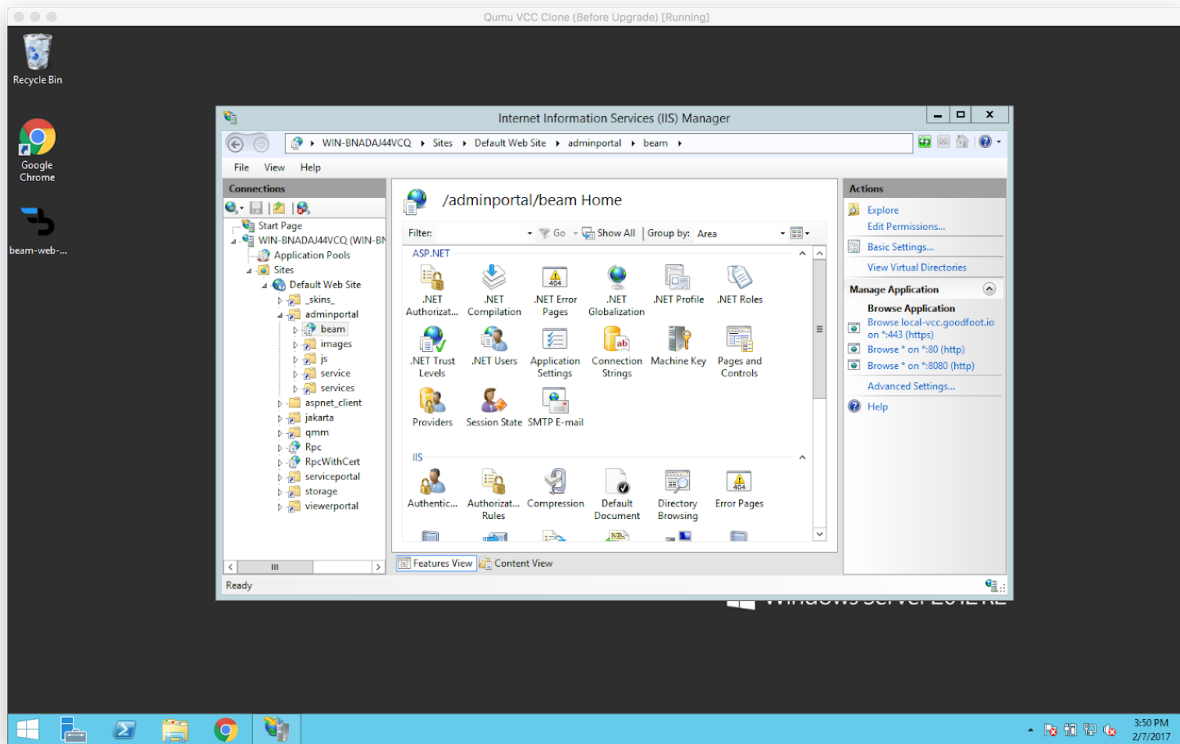 Qumu VCC Clone (Before Upgrade) [Running]
Recycle Bin
Google
Chrome
beam-web-...
Internet Information Services (IIS) Manager
WIN-BNADAJ44VCQ
Sites
Default Web Site
adminportal
beam
File
View
Help
Connections
Start Page
WIN-BNADAJ44VCQ (WIN-BN
Application Pools
Sites
Default Web Site
_skins_
adminportal
beam
images
js
service
services
aspnet_client
jakarta
qmm
Rpc
RpcWithCert
serviceportal
storage
viewerportal
/adminportal/beam Home
Filter:
Go
Show All
Group by:
Area
ASP.NET
.NET
Authorizat...
.NET
Compilation
.NET Error
Pages
.NET
Globalization
.NET Profile
.NET Roles
.NET Trust
Levels
.NET Users
Application
Settings
Connection
Strings
Machine Key
Pages and
Controls
Providers
Session State
SMTP E-mail
IIS
Authentic...
Authorizat...
Rules
Compression
Default
Document
Directory
Browsing
Error Pages
Features View
Content View
Ready
Actions
Explore
Edit Permissions...
Basic Settings...
View Virtual Directories
Manage Application
Browse Application
Browse local-vcc.goodfoot.io
on *:443 (https)
Browse * on *:80 (http)
Browse * on *:8080 (http)
Advanced Settings...
Help
Windows Server 2012 R2
3:50 PM
2/7/2017